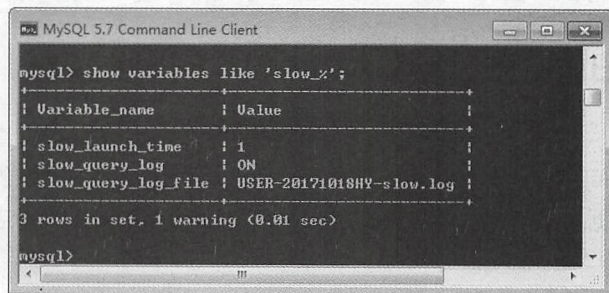 MySQL 5.7 Command Line Client
mysql> show variables like 'slow_%';
+---------------------+--------------------------+
| Variable_name | Value |
+---------------------+--------------------------+
| slow_launch_time | 1 |
| slow_query_log | ON |
| slow_query_log_file | USER-20171018HY-slow.log |
+---------------------+--------------------------+
3 rows in set, 1 warning (0.01 sec)
mysql>